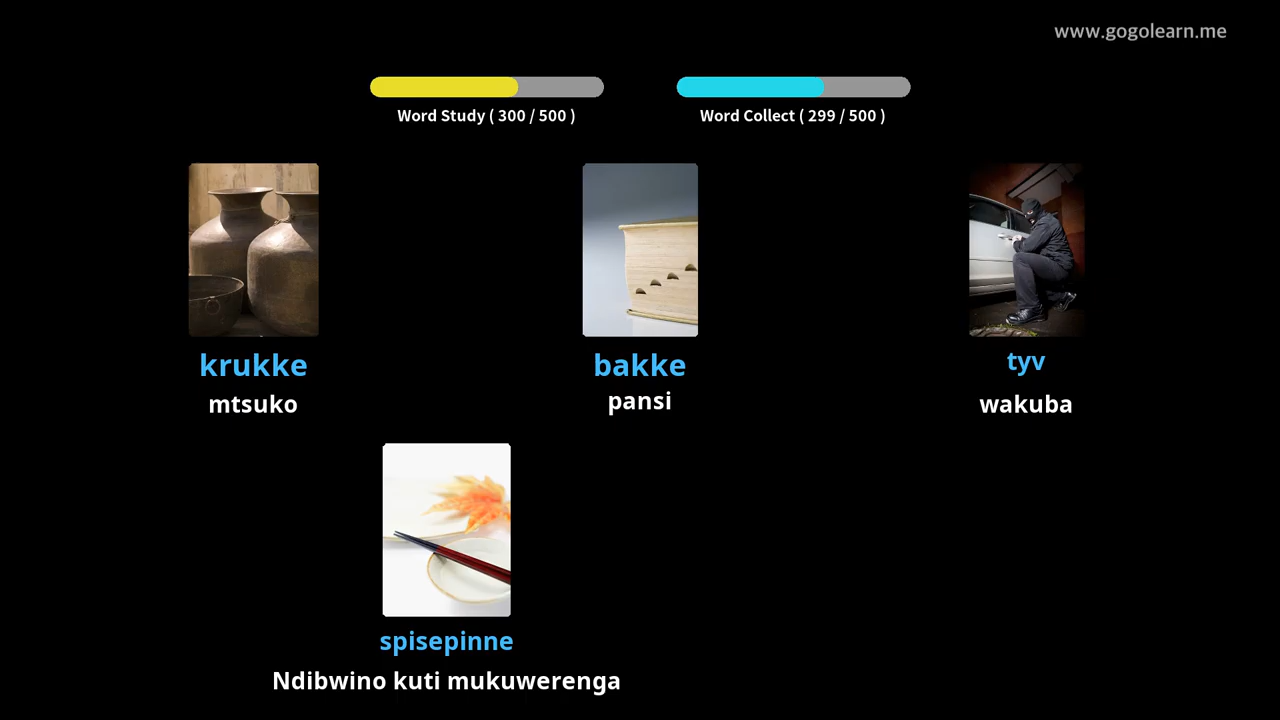 www.gogolearn.me
Word Study ( 300 / 500 )
Word Collect ( 299 / 500 )
krukke
mtsuko
bakke
pansi
tyv
wakuba
spisepinne
Ndibwino kuti mukuwerenga